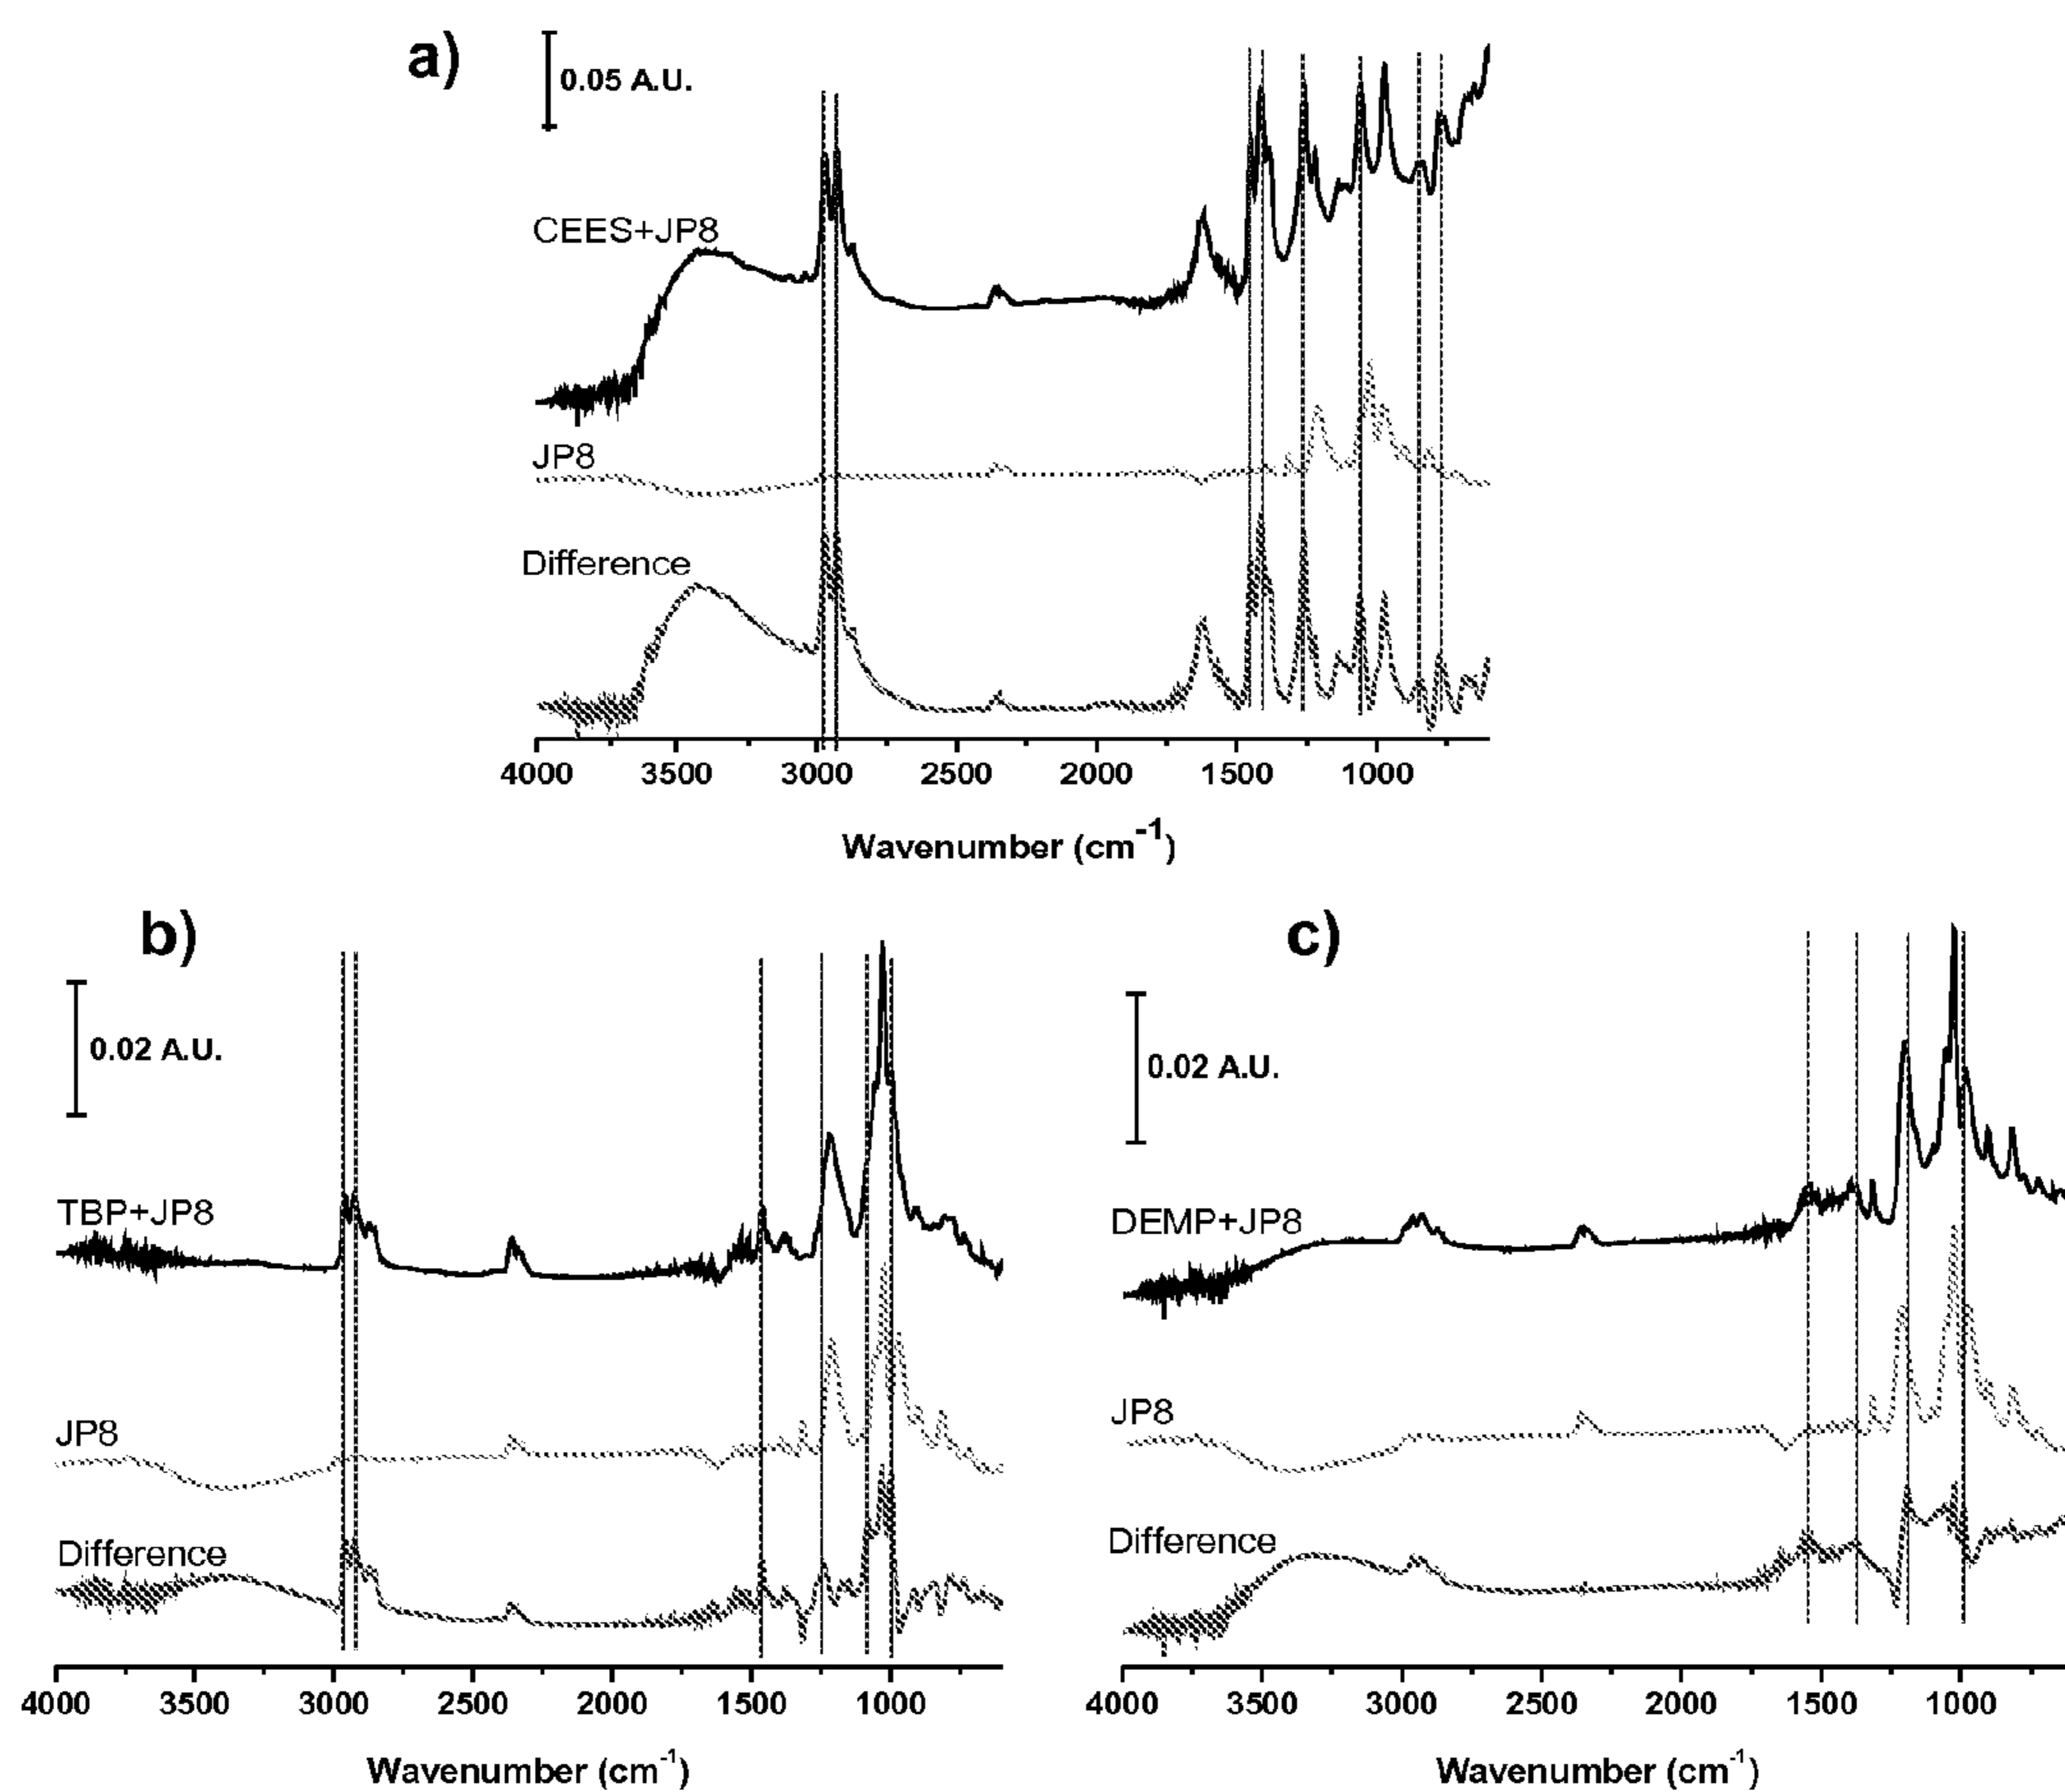 a)
0.05 A.U.
CEES+JP8
JP8
Difference
4000 3500 3000 2500 2000 1500 1000
Wavenumber (cm-1)
b)
0.02 A.U.
TBP+JP8
JP8
Difference
4000 3500 3000 2500 2000 1500 1000
Wavenumber (cm-1)
c)
0.02 A.U.
DEMP+JP8
JP8
Difference
4000 3500 3000 2500 2000 1500 1000
Wavenumber (cm-1)